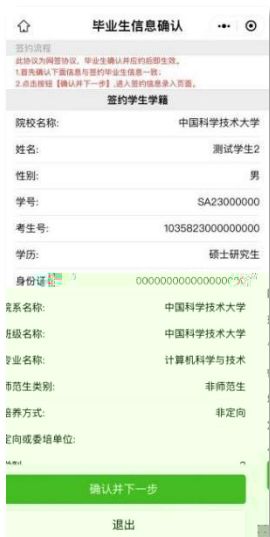 毕业生信息确认
签约流程
此协议为网签协议，毕业生确认并应约后即生效。
1.首先确认下面信息与签约毕业生信息一致；
2.点击按钮【确认并下一步】,进入签约信息录入页面。
签约学生学籍
院校名称: 中国科学技术大学
姓名: 测试学生2
性别: 男
学号: SA23000000
考生号: 1035823000000000
学历: 硕士研究生
身份证
院系名称: 中国科学技术大学
班级名称: 中国科学技术大学
专业名称: 计算机科学与技术
师范生类别: 非师范生
培养方式: 非定向
定向或委培单位:
确认并下一步
退出